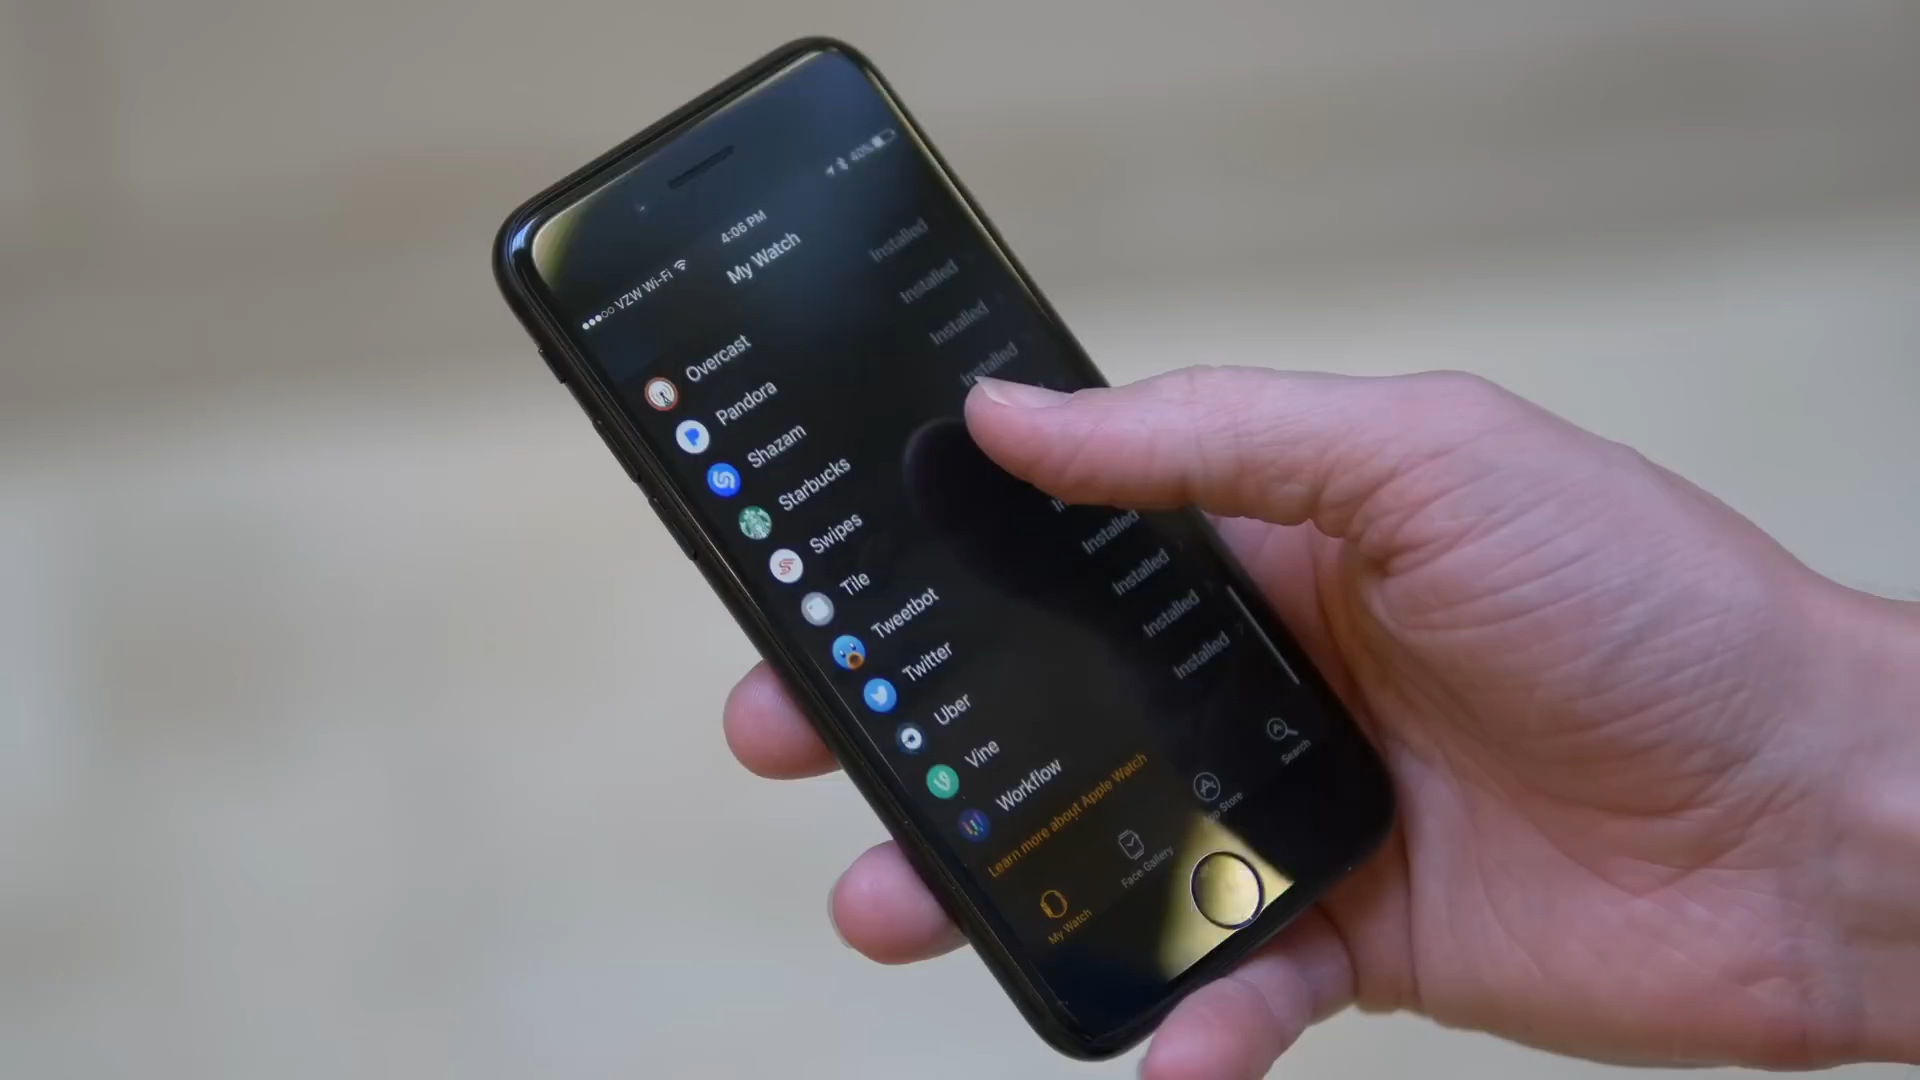 ●●●○○ VZW Wi-Fi 4:06 PM 40%
My Watch
Overcast Installed
Pandora Installed
Shazam Installed
Starbucks Installed
Swipes
Tile
Tweetbot
Twitter Installed
Uber Installed
Vine Installed
Workflow Installed
Learn more about Apple Watch
My Watch Face Gallery App Store Search